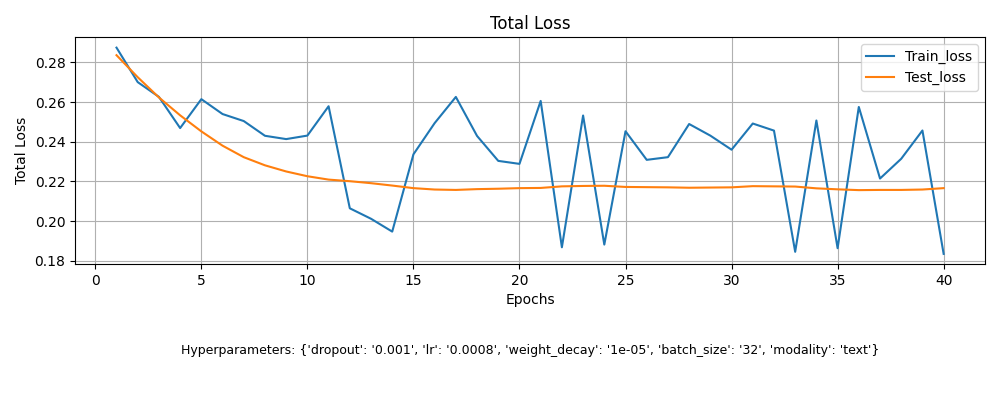 Total Loss
0.28
0.26
0.24
0.22
0.20
0.18
Total Loss
Train_loss
Test_loss
0 5 10 15 20 25 30 35 40
Epochs
Hyperparameters: {'dropout': '0.001', 'lr': '0.0008', 'weight_decay': '1e-05', 'batch_size': '32', 'modality': 'text'}